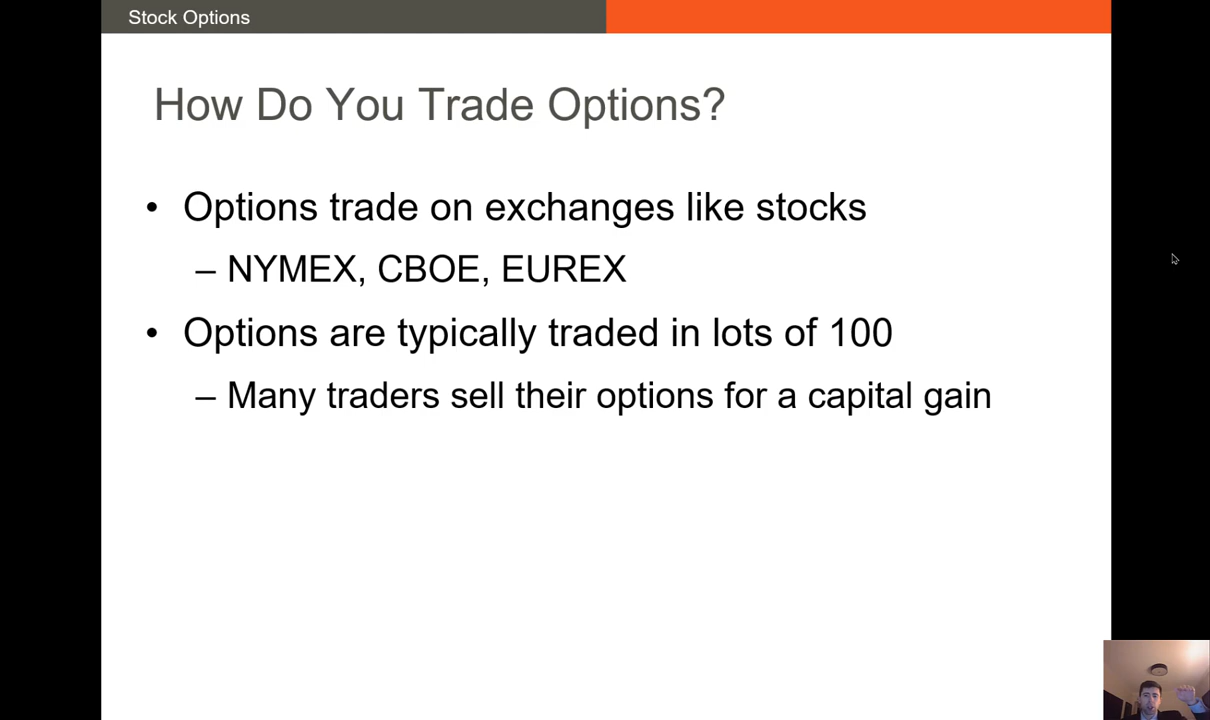 Stock Options
How Do You Trade Options?
• Options trade on exchanges like stocks
– NYMEX, CBOE, EUREX
• Options are typically traded in lots of 100
– Many traders sell their options for a capital gain